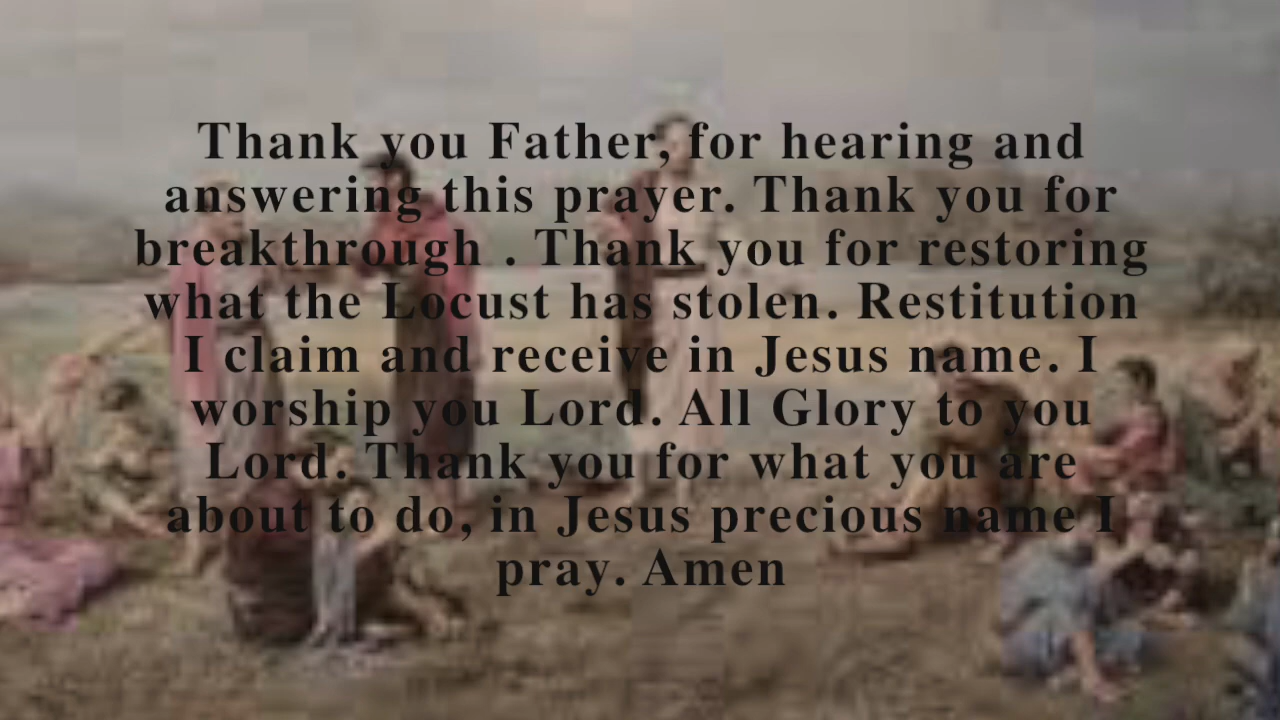 Thank you Father, for hearing and
answering this prayer. Thank you for
breakthrough . Thank you for restoring
what the Locust has stolen. Restitution
I claim and receive in Jesus name. I
worship you Lord. All Glory to you
Lord. Thank you for what you are
about to do, in Jesus precious name I
pray. Amen